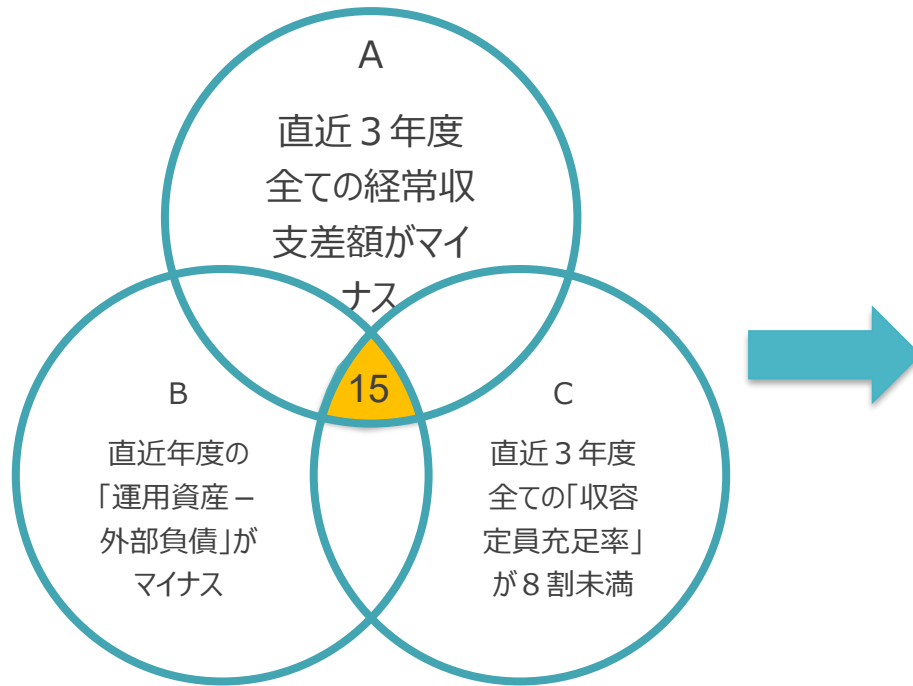 A
直近３年度
全ての経常収
支差額がマイ
ナス
15
B
直近年度の
「運用資産－
外部負債」が
マイナス
C
直近３年度
全ての「収容
定員充足率」
が８割未満